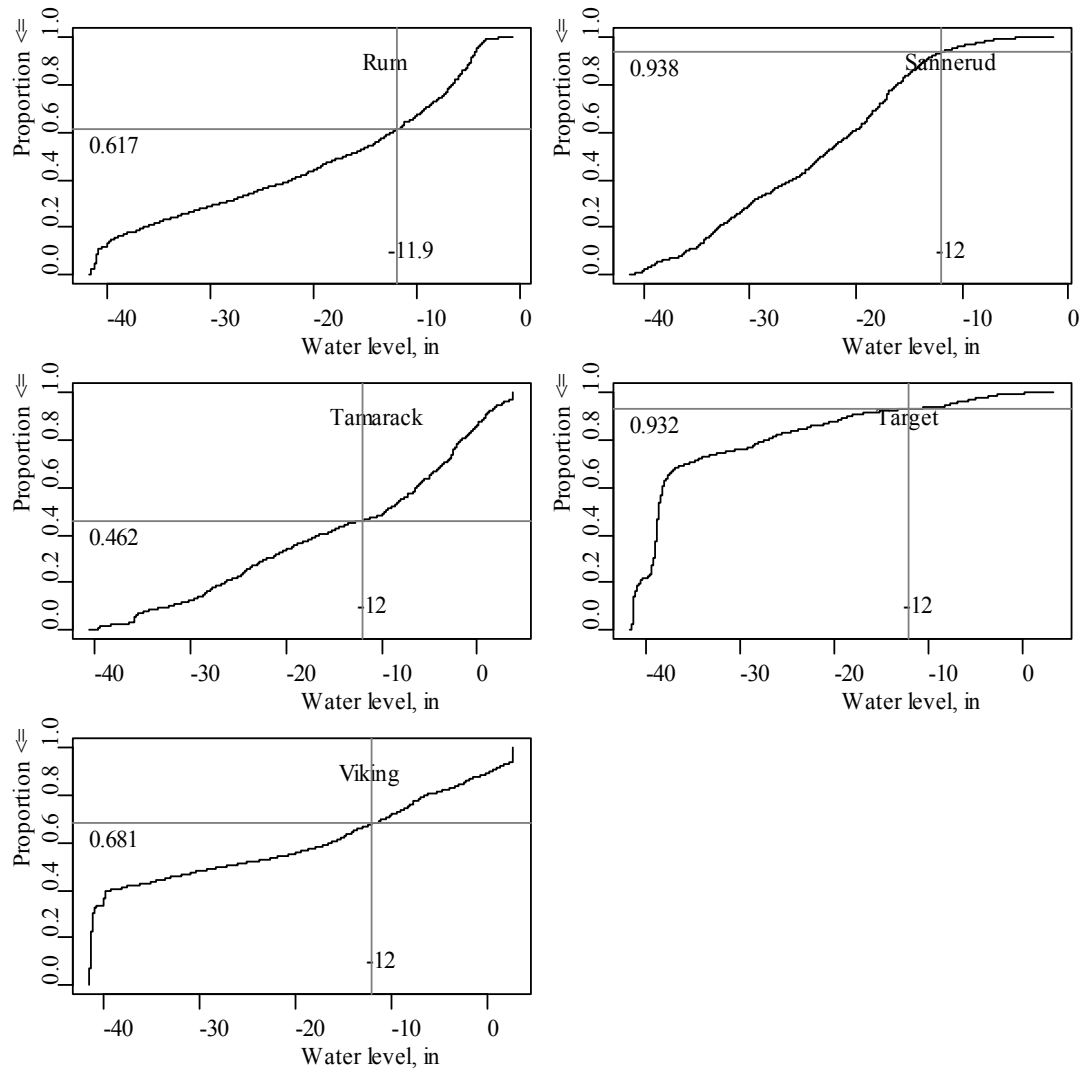 Proportion <=
0.0 0.2 0.4 0.6 0.8 1.0
Rum
0.617
-11.9
-40 -30 -20 -10 0
Water level, in
Proportion <=
0.0 0.2 0.4 0.6 0.8 1.0
Sannerud
0.938
-12
-40 -30 -20 -10 0
Water level, in
Proportion <=
0.0 0.2 0.4 0.6 0.8 1.0
Tamarack
0.462
-12
-40 -30 -20 -10 0
Water level, in
Proportion <=
0.0 0.2 0.4 0.6 0.8 1.0
Target
0.932
-12
-40 -30 -20 -10 0
Water level, in
Proportion <=
0.0 0.2 0.4 0.6 0.8 1.0
Viking
0.681
-12
-40 -30 -20 -10 0
Water level, in